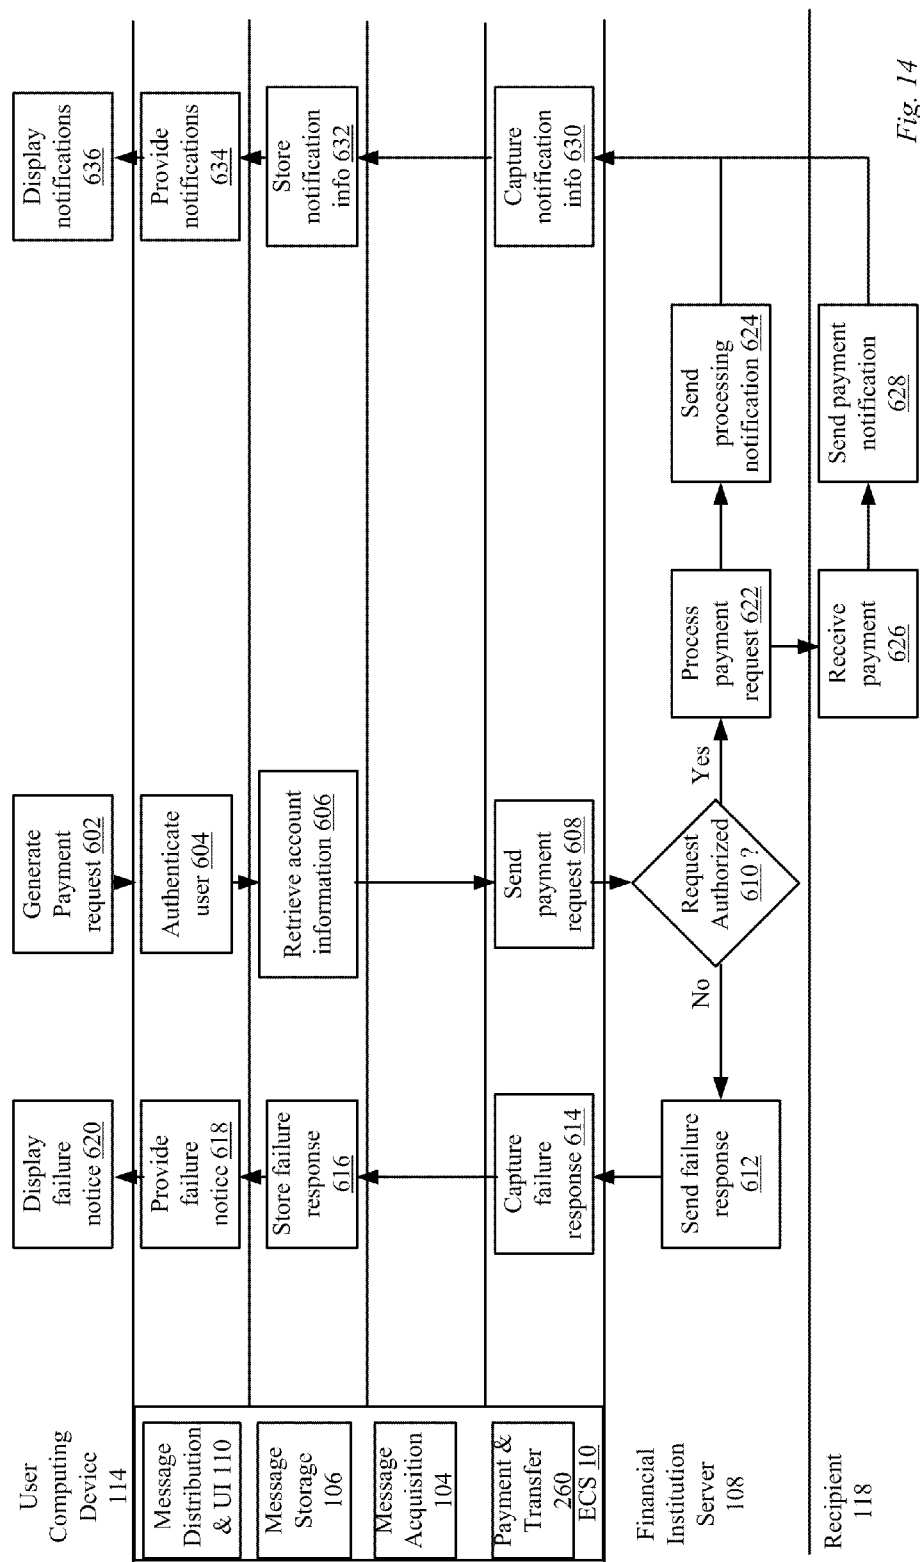 User
Computing
Device
114
Display
failure
notice 620
Generate
Payment
request 602
Display
notifications
636
Message
Distribution
& UI 110
Provide
failure
notice 618
Authenticate
user 604
Provide
notifications
634
Message
Storage
106
Store failure
response
616
Retrieve account
information 606
Store
notification
info 632
Message
Acquisition
104
Payment &
Transfer
260
ECS 10
Capture
failure
response 614
Send
payment
request 608
Capture
notification
info 630
Financial
Institution
Server
108
Send failure
response
612
No
Request
Authorized
610 ?
Yes
Process
payment
request 622
Send
processing
notification 624
Recipient
118
Receive
payment
626
Send payment
notification
628
Fig. 14